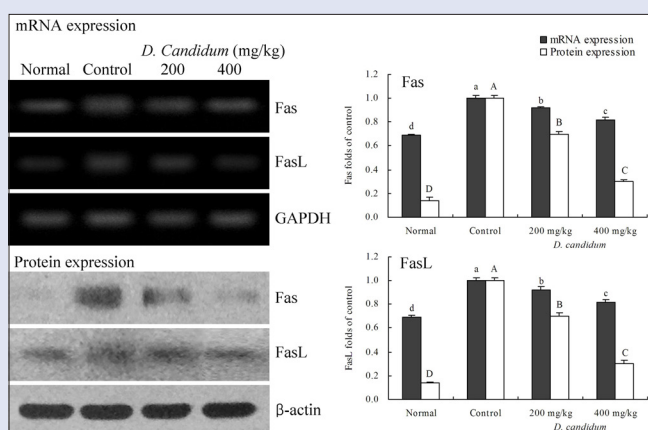 mRNA expression
D. Candidum (mg/kg)
Normal Control 200 400
Fas
FasL
GAPDH
Protein expression
Fas
FasL
β-actin
mRNA expression
Protein expression
Fas
Fas folds of control
1.2
1.0
0.8
0.6
0.4
0.2
0.0
d D a A b B c C
Normal Control 200 mg/kg 400 mg/kg
D. candidum
FasL
FasL folds of control
1.2
1.0
0.8
0.6
0.4
0.2
0.0
d D a A b B c C
Normal Control 200 mg/kg 400 mg/kg
D. candidum